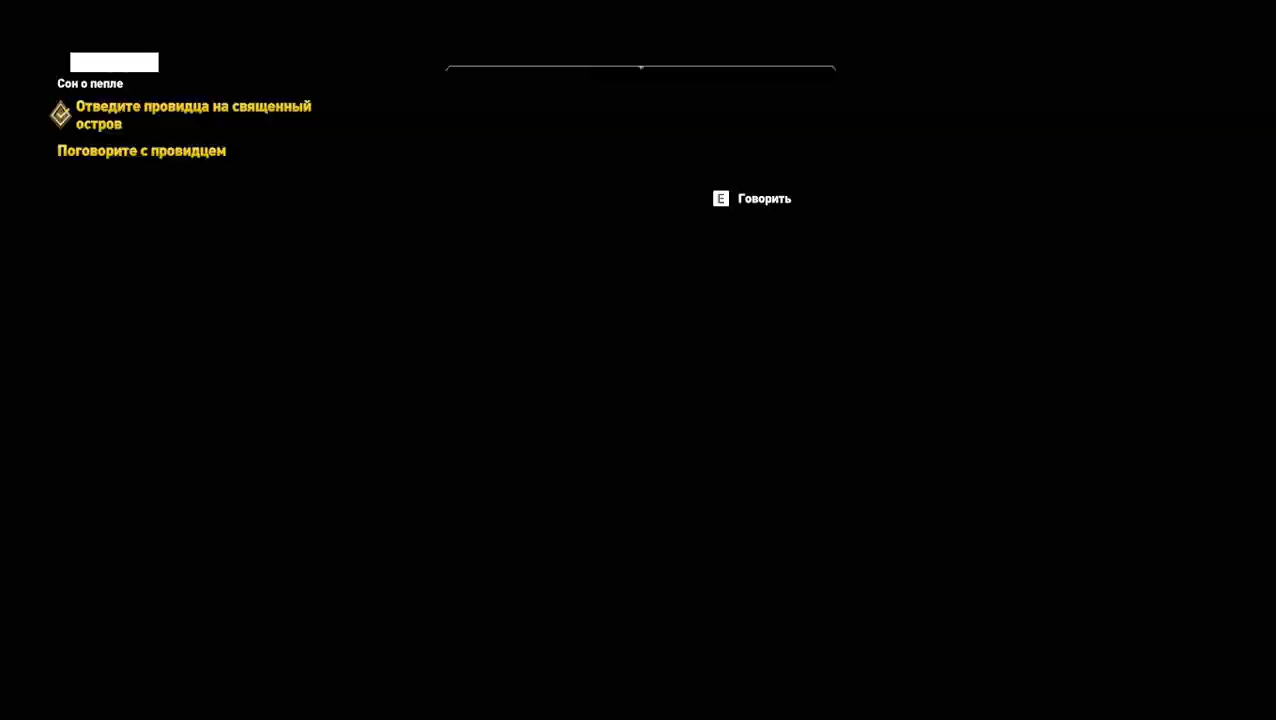 Сон о пепле
Отведите провидца на священный
остров
Поговорите с провидцем
E Говорить